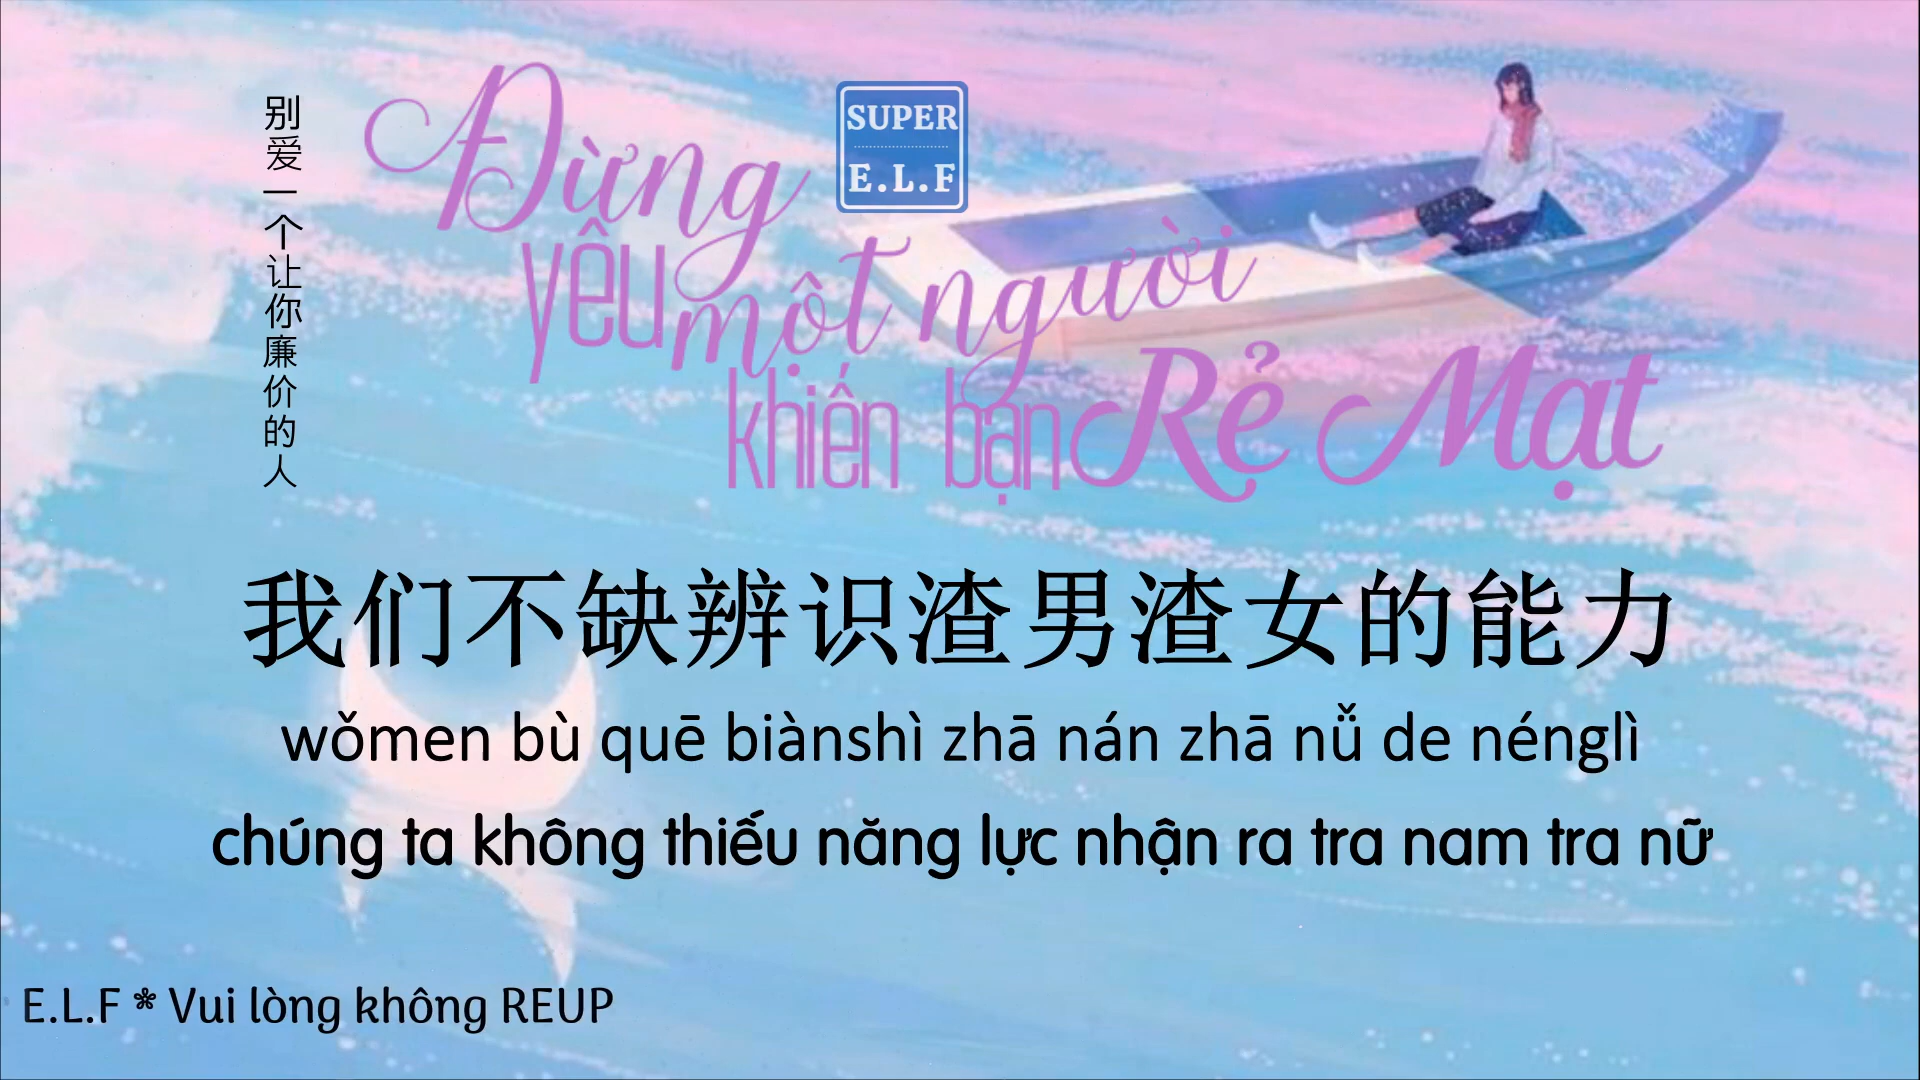 别爱一个让你廉价的人
Đừng
yêu một người
khiến bạn Rẻ Mạt
SUPER
E.L.F
我们不缺辨识渣男渣女的能力
wǒmen bù quē biànshì zhā nán zhā nǚ de nénglì
chúng ta không thiếu năng lực nhận ra tra nam tra nữ
E.L.F * Vui lòng không REUP